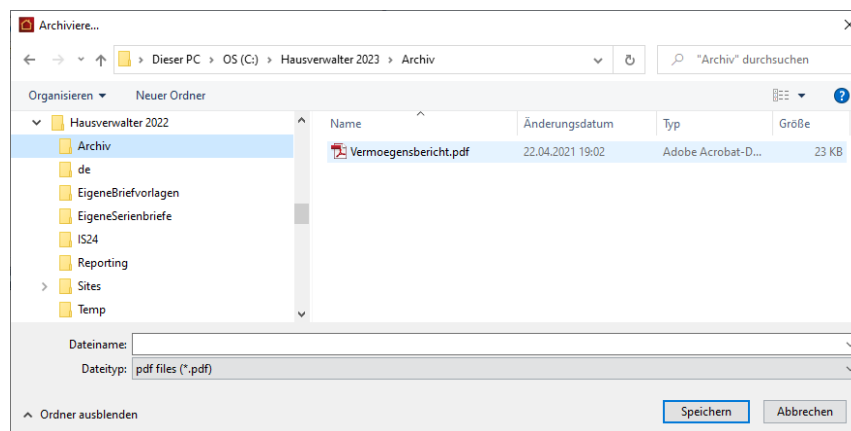 Archiviere...
Dieser PC > OS (C:) > Hausverwalter 2023 > Archiv
"Archiv" durchsuchen
Organisieren
Neuer Ordner
Hausverwalter 2022
Archiv
de
EigeneBriefvorlagen
EigeneSerienbriefe
IS24
Reporting
Sites
Temp
Name Änderungsdatum Typ Größe
Vermoegensbericht.pdf 22.04.2021 19:02 Adobe Acrobat-D... 23 KB
Dateiname:
Dateityp: pdf files (*.pdf)
Ordner ausblenden
Speichern
Abbrechen